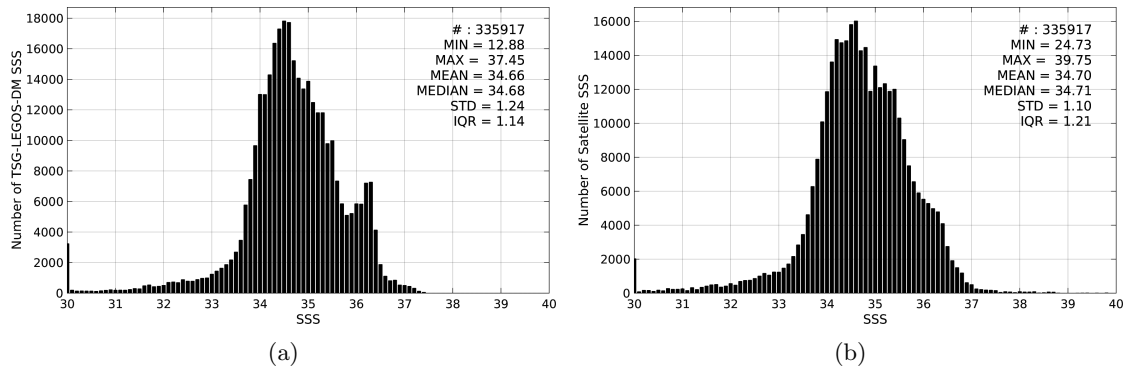 18000
16000
14000
12000
10000
8000
6000
4000
2000
0
Number of TSG-LEGOS-DM SSS
# : 335917
MIN = 12.88
MAX =  37.45
MEAN = 34.66
MEDIAN = 34.68
STD = 1.24
IQR = 1.14
30 31 32 33 34 35 36 37 38 39 40
SSS
(a)
16000
14000
12000
10000
8000
6000
4000
2000
0
Number of Satellite SSS
# : 335917
MIN = 24.73
MAX =  39.75
MEAN = 34.70
MEDIAN = 34.71
STD = 1.10
IQR = 1.21
30 31 32 33 34 35 36 37 38 39 40
SSS
(b)